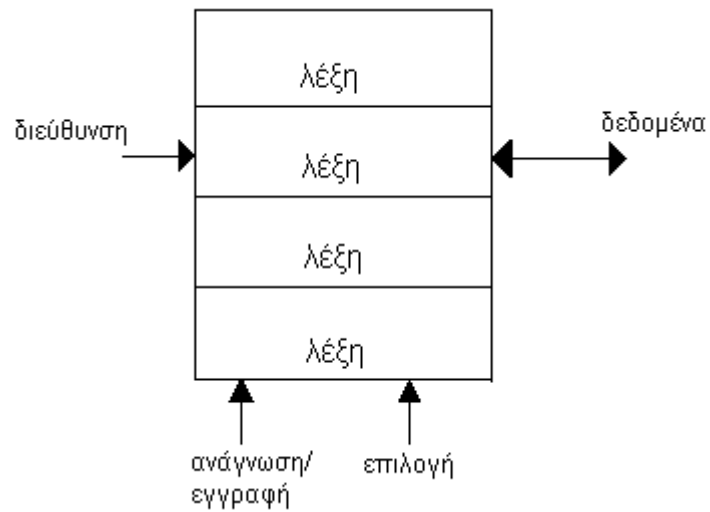 λέξη
διεύθυνση
δεδομένα
λέξη
λέξη
λέξη
ανάγνωση/
εγγραφή
επιλογή